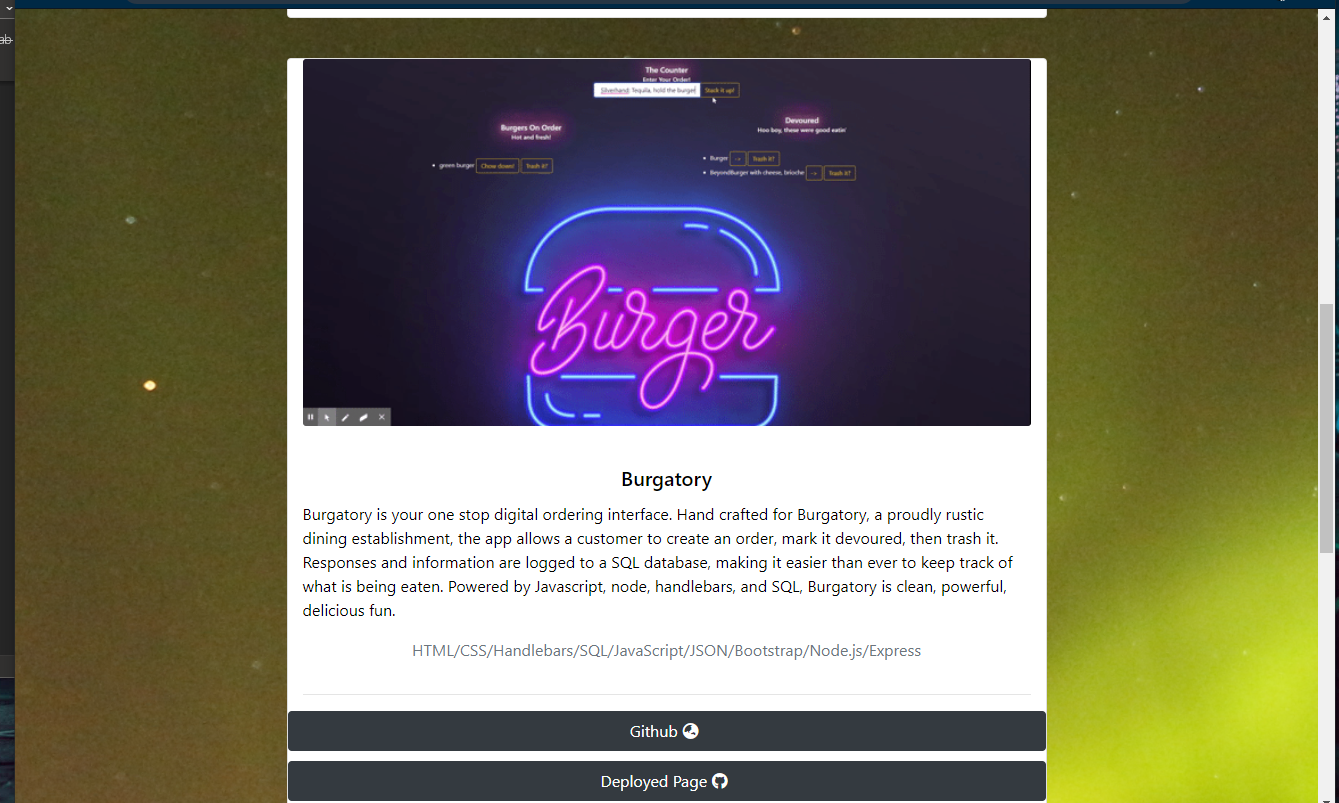 ab
The Counter
Enter Your Order!
Silverhand: Tequila, hold the burger
Stack it up!
Burgers On Order
Hot and fresh!
green burger Chow down! Trash it?
Devoured
Hoo boy, those were good eatin'
Burger → Trash it?
BeyondBurger with cheese, brioche → Trash it?
Burger
Burgatory
Burgatory is your one stop digital ordering interface. Hand crafted for Burgatory, a proudly rustic
dining establishment, the app allows a customer to create an order, mark it devoured, then trash it.
Responses and information are logged to a SQL database, making it easier than ever to keep track of
what is being eaten. Powered by Javascript, node, handlebars, and SQL, Burgatory is clean, powerful,
delicious fun.
HTML/CSS/Handlebars/SQL/JavaScript/JSON/Bootstrap/Node.js/Express
Github
Deployed Page